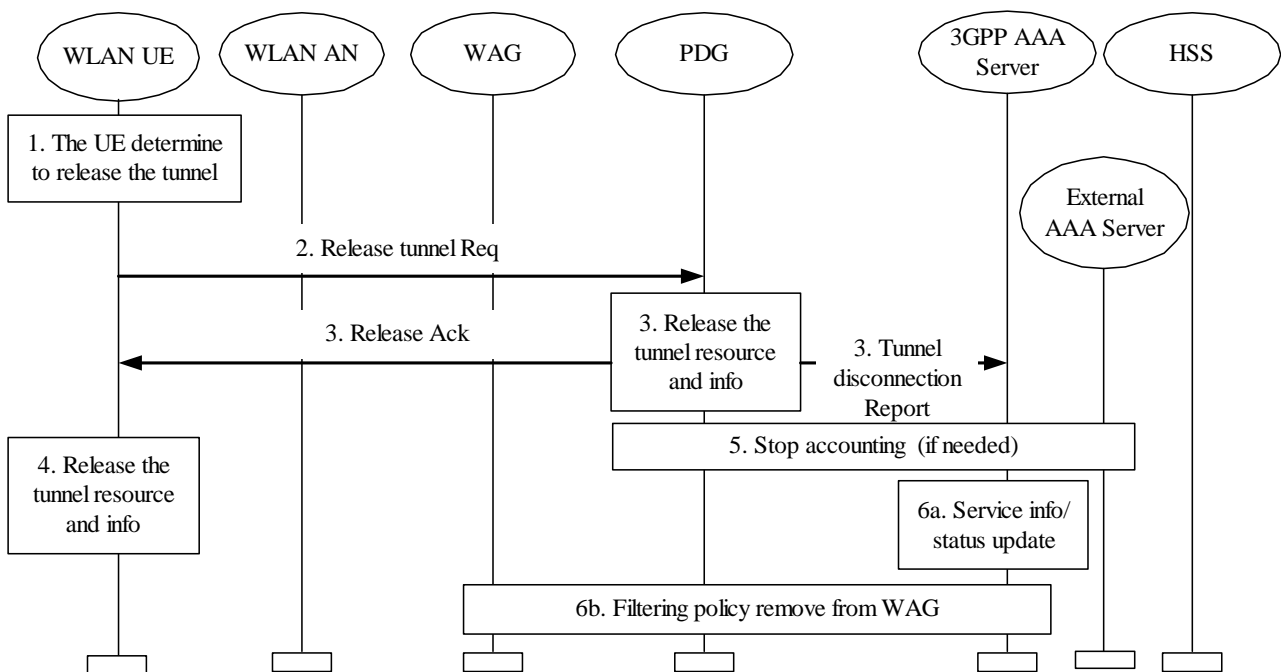 WLAN UE
WLAN AN
WAG
PDG
3GPP AAA
Server
HSS
1. The UE determine
to release the tunnel
External
AAA Server
2. Release tunnel Req
3. Release Ack
3. Release the
tunnel resource
and info
3. Tunnel
disconnection
Report
5. Stop accounting (if needed)
4. Release the
tunnel resource
and info
6a. Service info/
status update
6b. Filtering policy remove from WAG